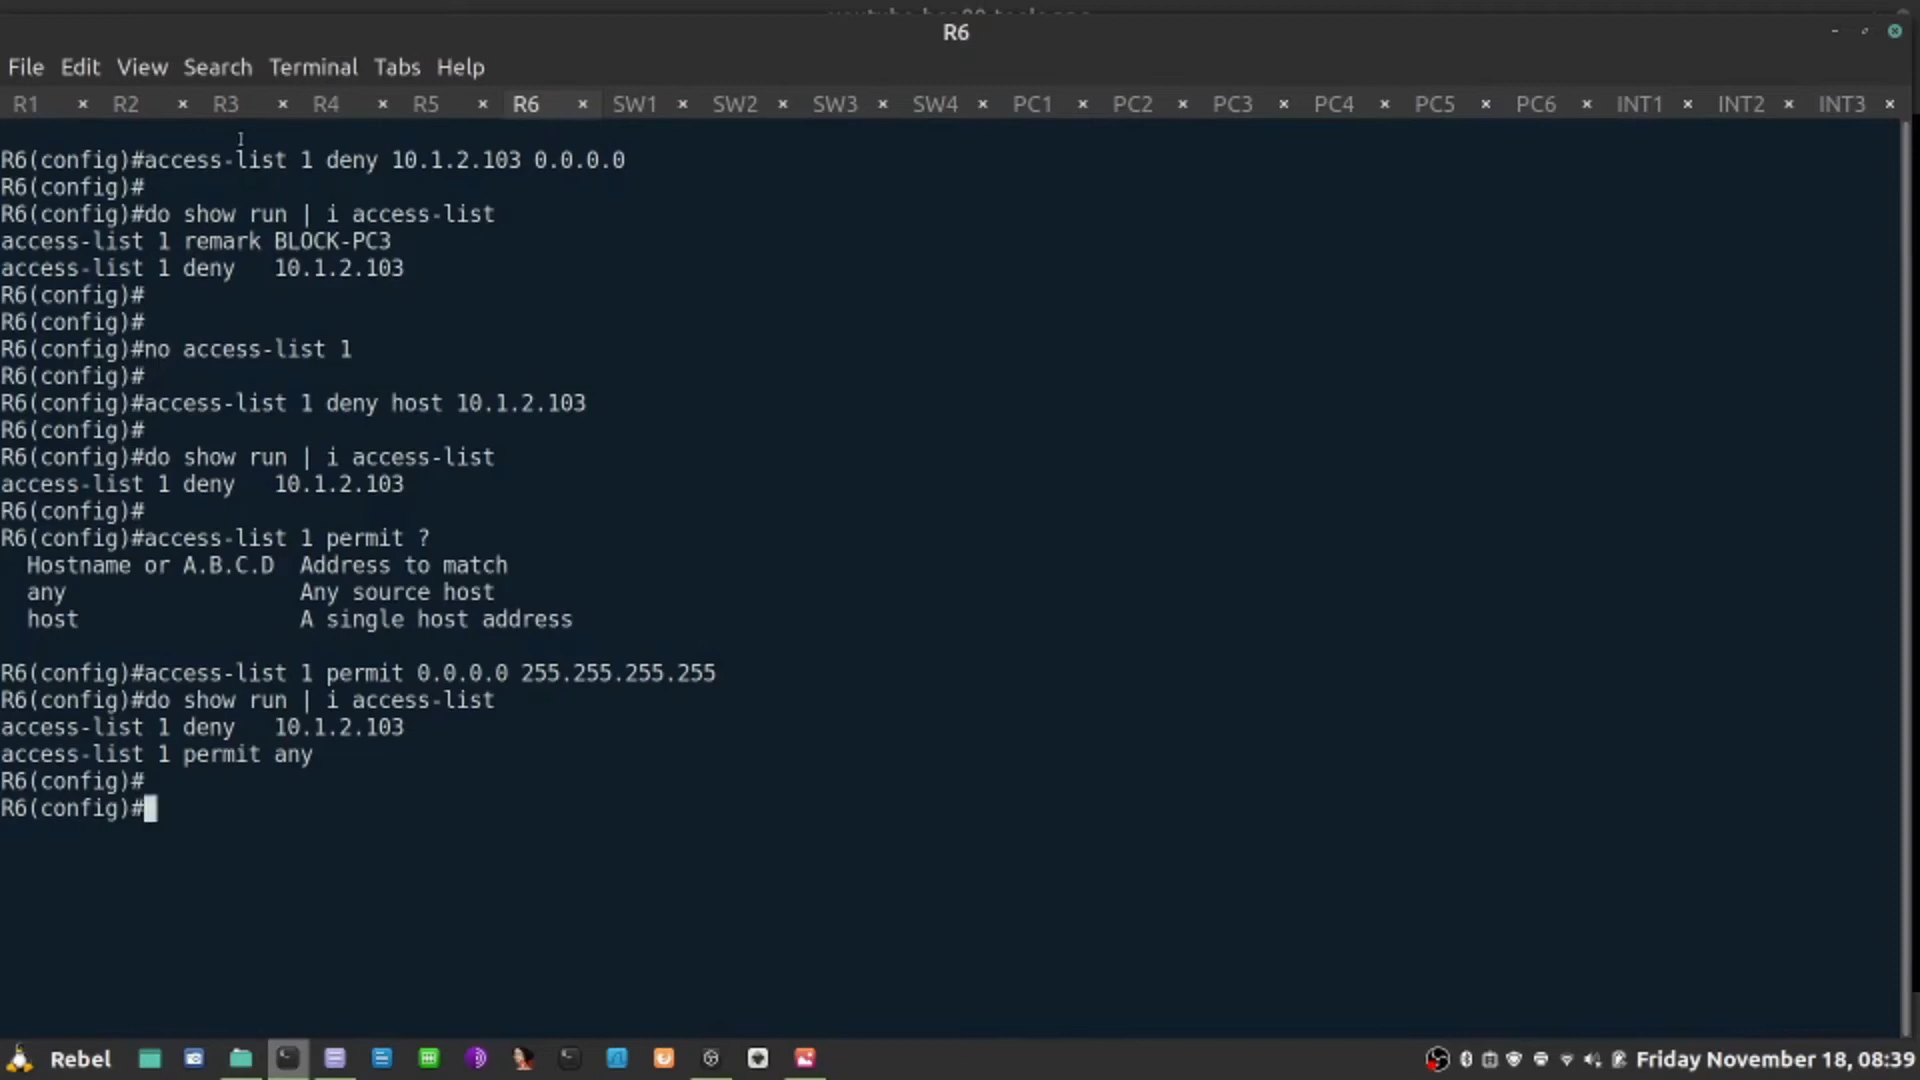 R6
File Edit View Search Terminal Tabs Help
R1 × R2 × R3 × R4 × R5 × R6 × SW1 × SW2 × SW3 × SW4 × PC1 × PC2 × PC3 × PC4 × PC5 × PC6 × INT1 × INT2 × INT3 ×
R6(config)#access-list 1 deny 10.1.2.103 0.0.0.0
R6(config)#
R6(config)#do show run | i access-list
access-list 1 remark BLOCK-PC3
access-list 1 deny   10.1.2.103
R6(config)#
R6(config)#
R6(config)#no access-list 1
R6(config)#
R6(config)#access-list 1 deny host 10.1.2.103
R6(config)#
R6(config)#do show run | i access-list
access-list 1 deny   10.1.2.103
R6(config)#
R6(config)#access-list 1 permit ?
  Hostname or A.B.C.D  Address to match
  any                  Any source host
  host                 A single host address
R6(config)#access-list 1 permit 0.0.0.0 255.255.255.255
R6(config)#do show run | i access-list
access-list 1 deny   10.1.2.103
access-list 1 permit any
R6(config)#
R6(config)#
Rebel Friday November 18, 08:39